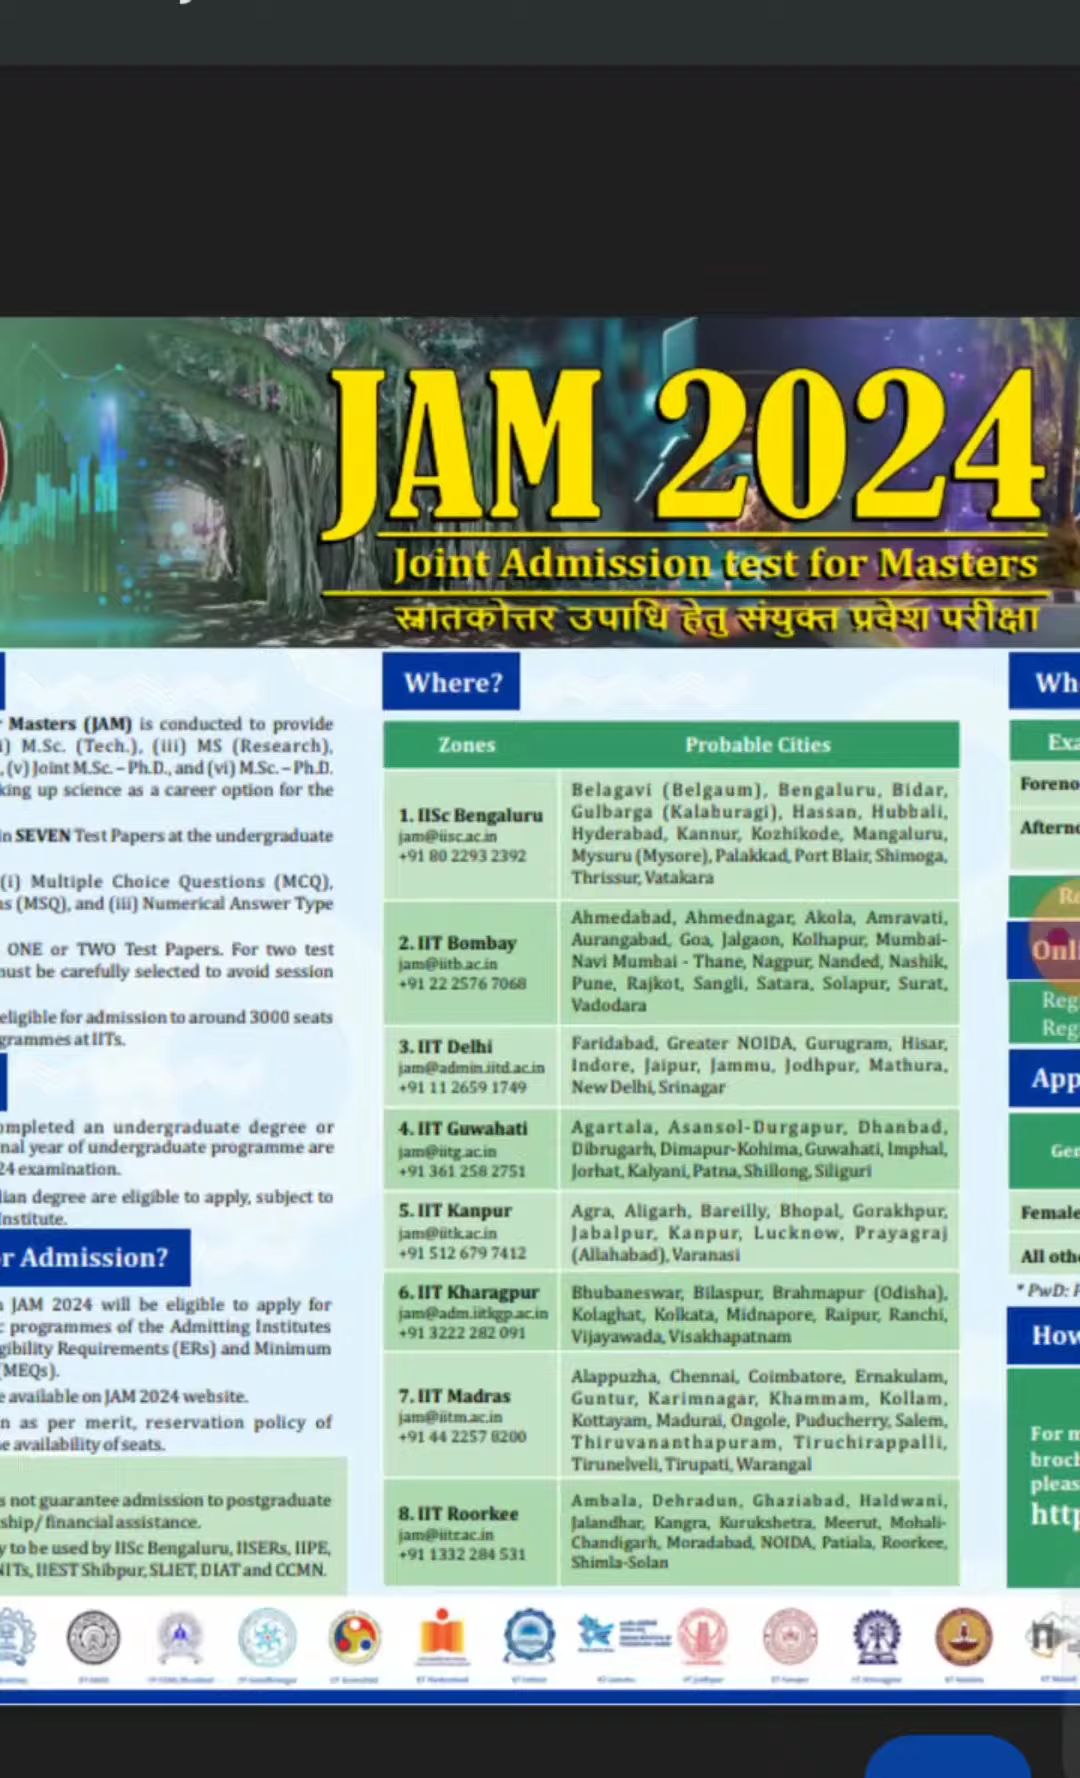 JAM 2024
Joint Admission test for Masters
स्नातकोत्तर उपाधि हेतु संयुक्त प्रवेश परीक्षा
Masters (JAM) is conducted to provide
M.Sc. (Tech.), (iii) MS (Research),
(v) Joint M.Sc. – Ph.D., and (vi) M.Sc. – Ph.D.
up science as a career option for the
in SEVEN Test Papers at the undergraduate
(i) Multiple Choice Questions (MCQ),
(MSQ), and (iii) Numerical Answer Type
ONE or TWO Test Papers. For two test
must be carefully selected to avoid session
eligible for admission to around 3000 seats
at IITs.
completed an undergraduate degree or
year of undergraduate programme are
examination.
degree are eligible to apply, subject to
Institute.
Admission?
JAM 2024 will be eligible to apply for
programmes of the Admitting Institutes
Requirements (ERs) and Minimum
(MEQs).
available on JAM 2024 website.
as per merit, reservation policy of
availability of seats.
not guarantee admission to postgraduate
financial assistance.
to be used by IISc Bengaluru, IISERs, IIPE,
NITs, IIEST Shibpur, SLIET, DIAT and CCMN.
Where?
Zones Probable Cities
1. IISc Bengaluru
jam@iisc.ac.in
+91 80 2293 2392
Belagavi (Belgaum), Bengaluru, Bidar,
Gulbarga (Kalaburagi), Hassan, Hubbali,
Hyderabad, Kannur, Kozhikode, Mangaluru,
Mysuru (Mysore), Palakkad, Port Blair, Shimoga,
Thrissur, Vatakara
2. IIT Bombay
jam@iitb.ac.in
+91 22 2576 7068
Ahmedabad, Ahmednagar, Akola, Amravati,
Aurangabad, Goa, Jalgaon, Kolhapur, Mumbai-
Navi Mumbai - Thane, Nagpur, Nanded, Nashik,
Pune, Rajkot, Sangli, Satara, Solapur, Surat,
Vadodara
3. IIT Delhi
jam@admin.iitd.ac.in
+91 11 2659 1749
Faridabad, Greater NOIDA, Gurugram, Hisar,
Indore, Jaipur, Jammu, Jodhpur, Mathura,
New Delhi, Srinagar
4. IIT Guwahati
jam@iitg.ac.in
+91 361 258 2751
Agartala, Asansol-Durgapur, Dhanbad,
Dibrugarh, Dimapur-Kohima, Guwahati, Imphal,
Jorhat, Kalyani, Patna, Shillong, Siliguri
5. IIT Kanpur
jam@iitk.ac.in
+91 512 679 7412
Agra, Aligarh, Bareilly, Bhopal, Gorakhpur,
Jabalpur, Kanpur, Lucknow, Prayagraj
(Allahabad), Varanasi
6. IIT Kharagpur
jam@adm.iitkgp.ac.in
+91 3222 282 091
Bhubaneswar, Bilaspur, Brahmapur (Odisha),
Kolaghat, Kolkata, Midnapore, Raipur, Ranchi,
Vijayawada, Visakhapatnam
7. IIT Madras
jam@iitm.ac.in
+91 44 2257 8200
Alappuzha, Chennai, Coimbatore, Ernakulam,
Guntur, Karimnagar, Khammam, Kollam,
Kottayam, Madurai, Ongole, Puducherry, Salem,
Thiruvananthapuram, Tiruchirappalli,
Tirunelveli, Tirupati, Warangal
8. IIT Roorkee
jam@iitr.ac.in
+91 1332 284 531
Ambala, Dehradun, Ghaziabad, Haldwani,
Jalandhar, Kangra, Kurukshetra, Meerut, Mohali-
Chandigarh, Moradabad, NOIDA, Patiala, Roorkee,
Shimla-Solan
Wh
Exa
Foreno
Afterno
Onli
Reg
Reg
App
Gen
Female
All oth
* PwD:
How
For m
broch
pleas
http